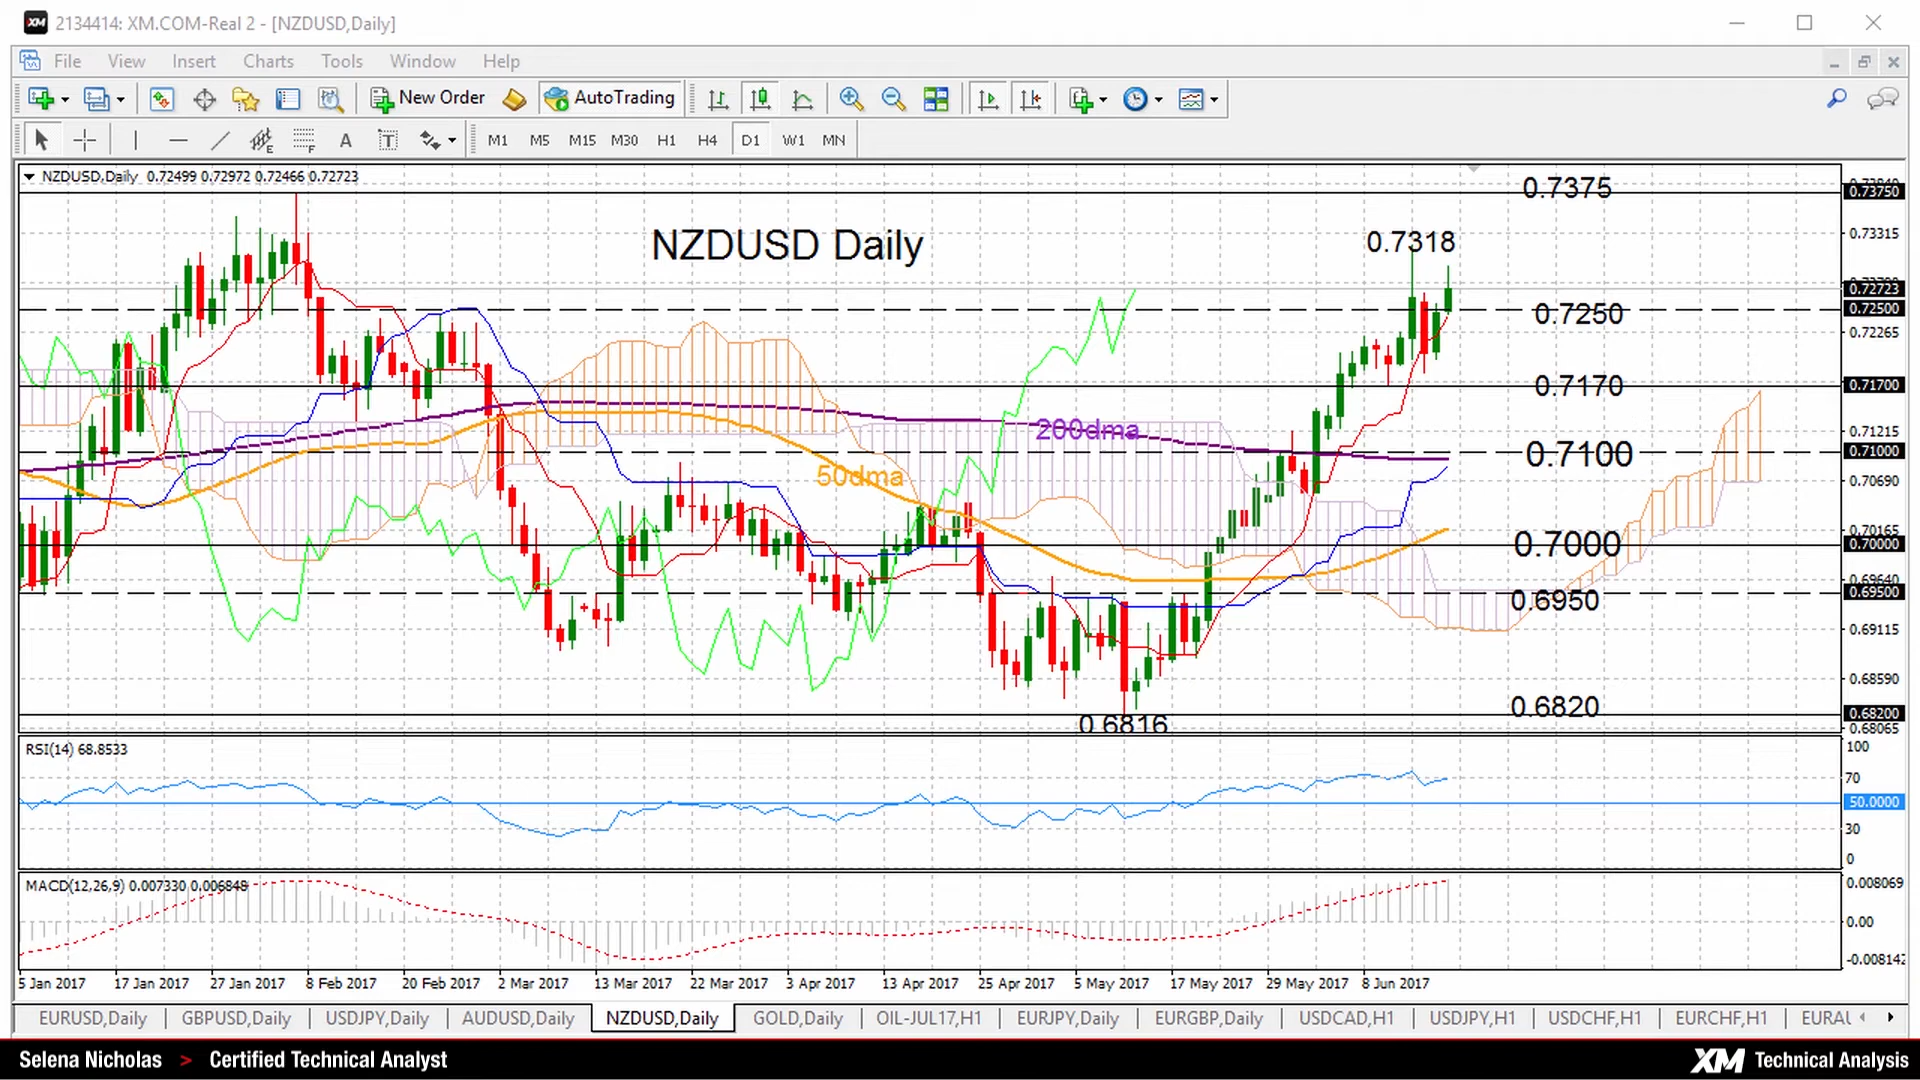 XM 2134414: XM.COM-Real 2 - [NZDUSD,Daily]
File View Insert Charts Tools Window Help
New Order AutoTrading
E F A T M1 M5 M15 M30 H1 H4 D1 W1 MN
NZDUSD,Daily 0.72499 0.72972 0.72466 0.72723
0.7375
0.73750
NZDUSD Daily
0.7318
0.73315
0.72723
0.7250
0.72500
0.72265
0.7170
0.71700
200dma
0.71215
0.7100
0.71000
50dma
0.70690
0.70165
0.7000
0.70000
0.69640
0.6950
0.69500
0.69115
0.68590
0.6820
0.68200
0.6816
0.68065
RSI(14) 68.8533
100
70
50.0000
30
0
MACD(12,26,9) 0.007330 0.006848
0.008069
0.00
-0.008142
5 Jan 2017 17 Jan 2017 27 Jan 2017 8 Feb 2017 20 Feb 2017 2 Mar 2017 13 Mar 2017 22 Mar 2017 3 Apr 2017 13 Apr 2017 25 Apr 2017 5 May 2017 17 May 2017 29 May 2017 8 Jun 2017
EURUSD,Daily GBPUSD,Daily USDJPY,Daily AUDUSD,Daily NZDUSD,Daily GOLD,Daily OIL-JUL17,H1 EURJPY,Daily EURGBP,Daily USDCAD,H1 USDJPY,H1 USDCHF,H1 EURCHF,H1 EURAU
Selena Nicholas > Certified Technical Analyst XM Technical Analysis